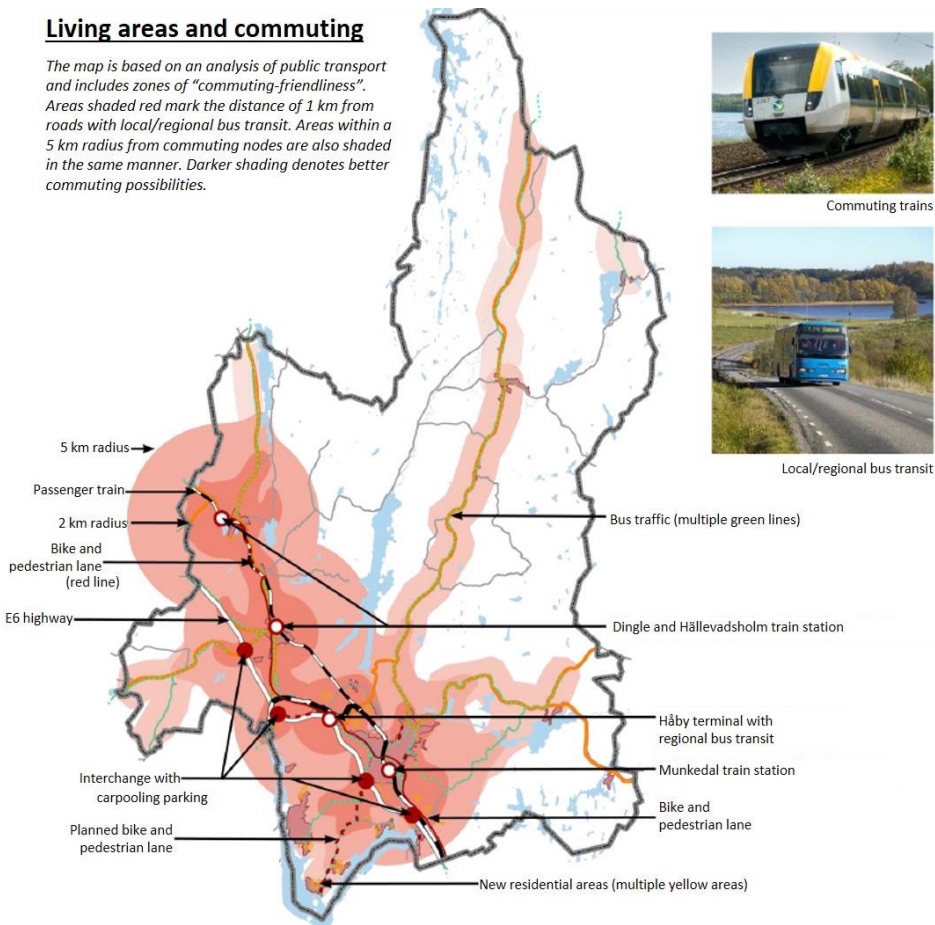 Living areas and commuting
The map is based on an analysis of public transport
and includes zones of “commuting-friendliness”.
Areas shaded red mark the distance of 1 km from
roads with local/regional bus transit. Areas within a
5 km radius from commuting nodes are also shaded
in the same manner. Darker shading denotes better
commuting possibilities.
Commuting trains
Local/regional bus transit
5 km radius
Passenger train
2 km radius
Bike and
pedestrian lane
(red line)
E6 highway
Interchange with
carpooling parking
Planned bike and
pedestrian lane
Bus traffic (multiple green lines)
Dingle and Hällevadsholm train station
Håby terminal with
regional bus transit
Munkedal train station
Bike and
pedestrian lane
New residential areas (multiple yellow areas)